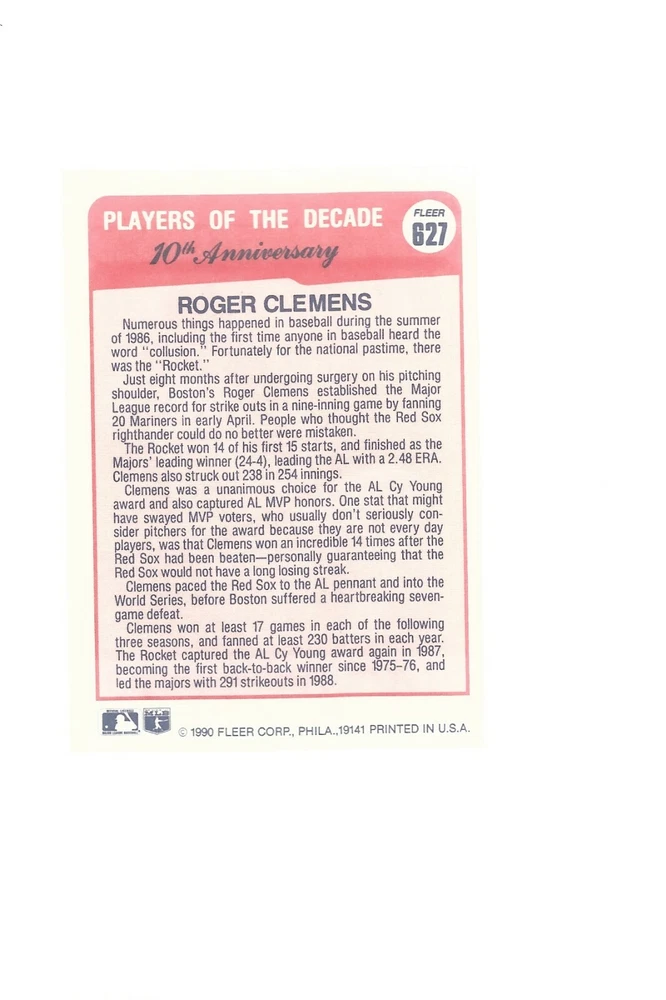 PLAYERS OF THE DECADE
10th Anniversary
FLEER
627
ROGER CLEMENS
Numerous things happened in baseball during the summer
of 1986, including the first time anyone in baseball heard the
word "collusion." Fortunately for the national pastime, there
was the "Rocket."
Just eight months after undergoing surgery on his pitching
shoulder, Boston's Roger Clemens established the Major
League record for strike outs in a nine-inning game by fanning
20 Mariners in early April. People who thought the Red Sox
righthander could do no better were mistaken.
The Rocket won 14 of his first 15 starts, and finished as the
Majors' leading winner (24-4), leading the AL with a 2.48 ERA.
Clemens also struck out 238 in 254 innings.
Clemens was a unanimous choice for the AL Cy Young
award and also captured AL MVP honors. One stat that might
have swayed MVP voters, who usually don't seriously con-
sider pitchers for the award because they are not every day
players, was that Clemens won an incredible 14 times after the
Red Sox had been beaten—personally guaranteeing that the
Red Sox would not have a long losing streak.
Clemens paced the Red Sox to the AL pennant and into the
World Series, before Boston suffered a heartbreaking seven-
game defeat.
Clemens won at least 17 games in each of the following
three seasons, and fanned at least 230 batters in each year.
The Rocket captured the AL Cy Young award again in 1987,
becoming the first back-to-back winner since 1975-76, and
led the majors with 291 strikeouts in 1988.
MLB
© 1990 FLEER CORP., PHILA.,19141 PRINTED IN U.S.A.